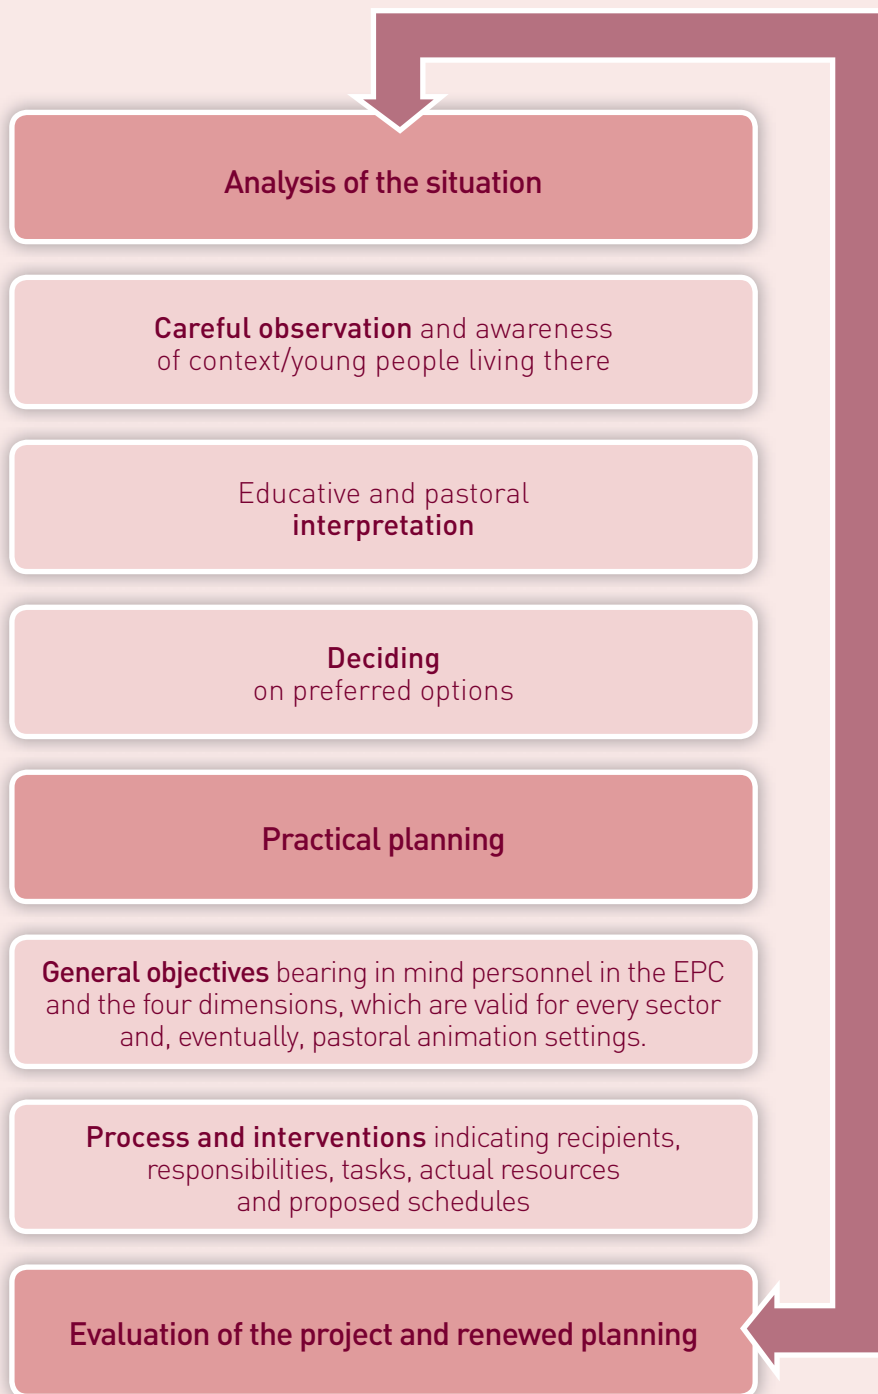 Analysis of the situation
Careful observation and awareness
of context/young people living there
Educative and pastoral
interpretation
Deciding
on preferred options
Practical planning
General objectives bearing in mind personnel in the EPC
and the four dimensions, which are valid for every sector
and, eventually, pastoral animation settings.
Process and interventions indicating recipients,
responsibilities, tasks, actual resources
and proposed schedules
Evaluation of the project and renewed planning